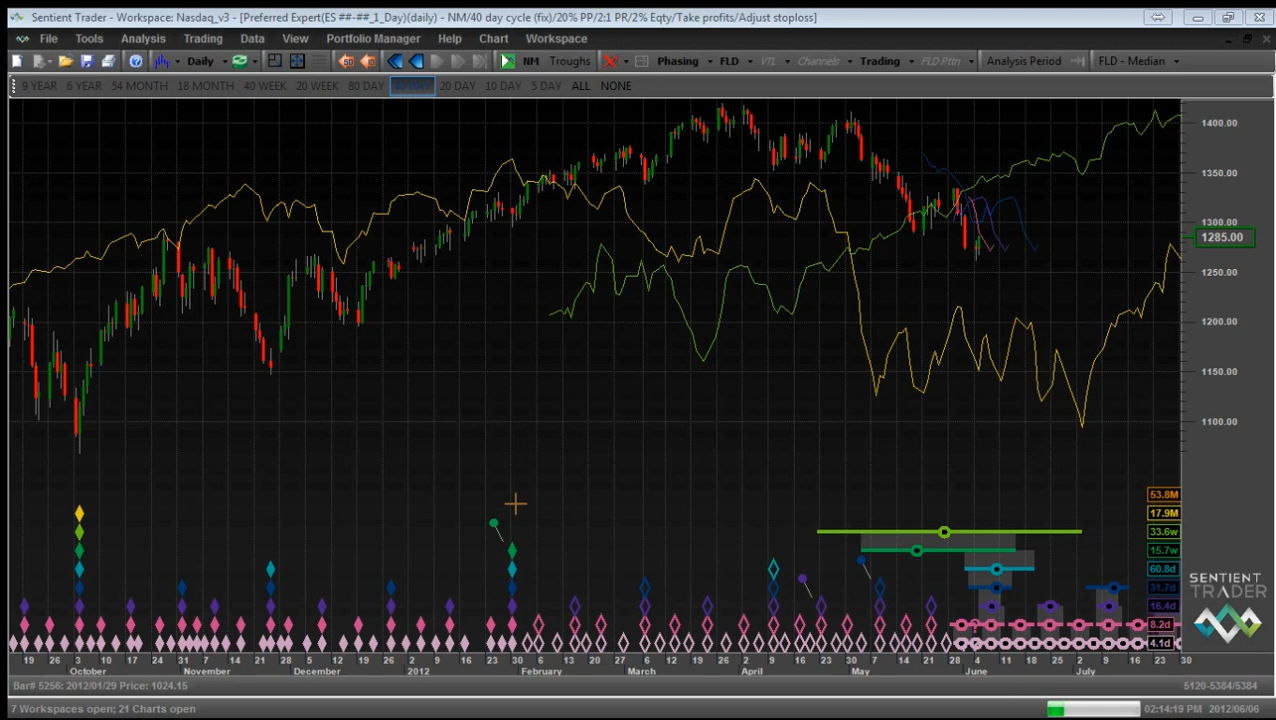 Sentient Trader - Workspace: Nasdaq_v3 - [Preferred Expert(ES ##-##_1_Day)(daily) - NM/40 day cycle (fix)/20% PP/2:1 PR/2% Eqty/Take profits/Adjust stoploss]
File Tools Analysis Trading Data View Portfolio Manager Help Chart Workspace
Daily NM Troughs Phasing FLD VTL Channels Trading FLD Pttrn Analysis Period FLD - Median
9 YEAR 6 YEAR 54 MONTH 18 MONTH 40 WEEK 20 WEEK 80 DAY 40 DAY 20 DAY 10 DAY 5 DAY ALL NONE
1400.00
1350.00
1300.00
1285.00
1250.00
1200.00
1150.00
1100.00
53.8M
17.9M
33.6w
15.7w
60.8d
31.7d
16.4d
8.2d
4.1d
SENTIENT
TRADER
19 26 3 10 17 24 31 7 14 21 28 5 12 19 26 2 9 16 23 30 6 13 20 27 5 12 19 26 2 9 16 23 30 7 14 21 28 4 11 18 25 2 9 16 23 30
October November December 2012 February March April May June July
Bar# 5256: 2012/01/29 Price: 1024.15 5120-5384/5384
7 Workspaces open; 21 Charts open 02:14:19 PM 2012/06/06